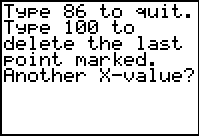 Type 86 to quit.
Type 100 to
delete the last
point marked.
Another X-value?